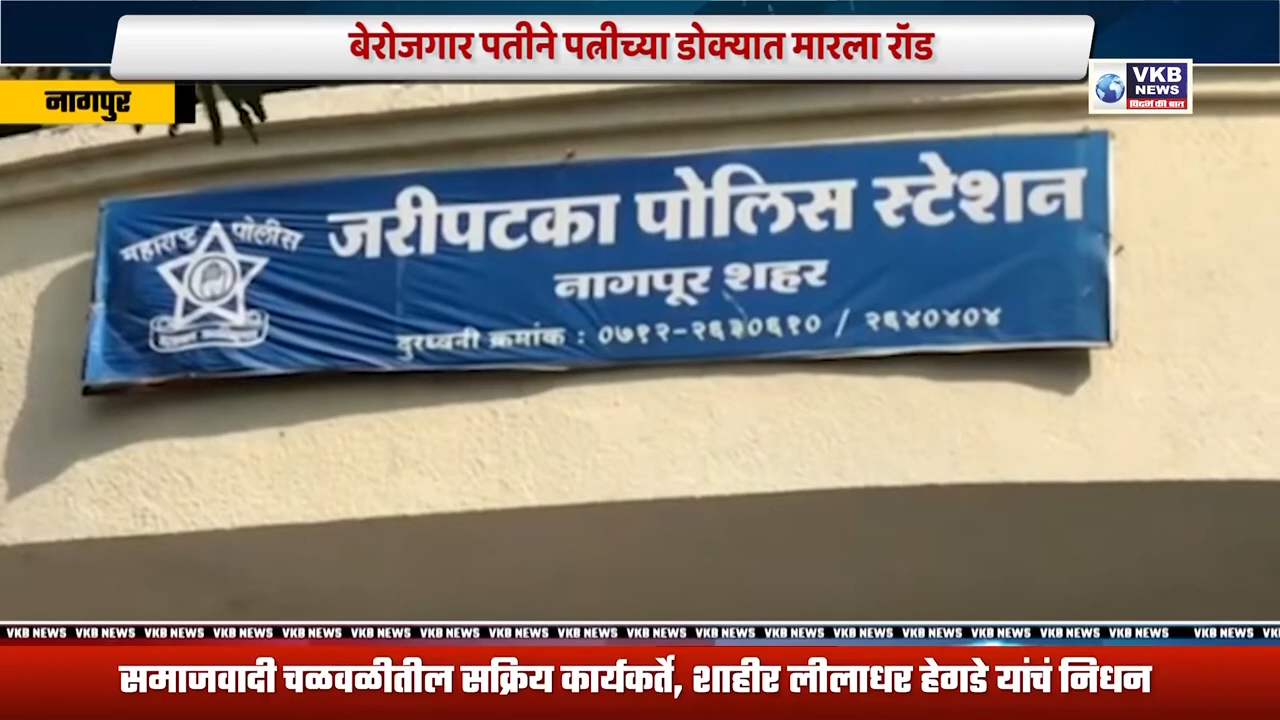 बेरोजगार पतीने पत्नीच्या डोक्यात मारला रॉड
नागपुर
VKB
NEWS
विदर्भ की बात
महाराष्ट्र पोलीस
जरीपटका पोलिस स्टेशन
नागपूर शहर
दुरध्वनी क्रमांक : ०७१२-२६३०६१० / २६४०४०४
VKB NEWS VKB NEWS VKB NEWS VKB NEWS VKB NEWS VKB NEWS VKB NEWS VKB NEWS VKB NEWS VKB NEWS VKB NEWS VKB NEWS VKB NEWS VKB NEWS VKB NEWS VKB NEWS VKB NEWS VKB NEWS VKB NEWS
समाजवादी चळवळीतील सक्रिय कार्यकर्ते, शाहीर लीलाधर हेगडे यांचं निधन